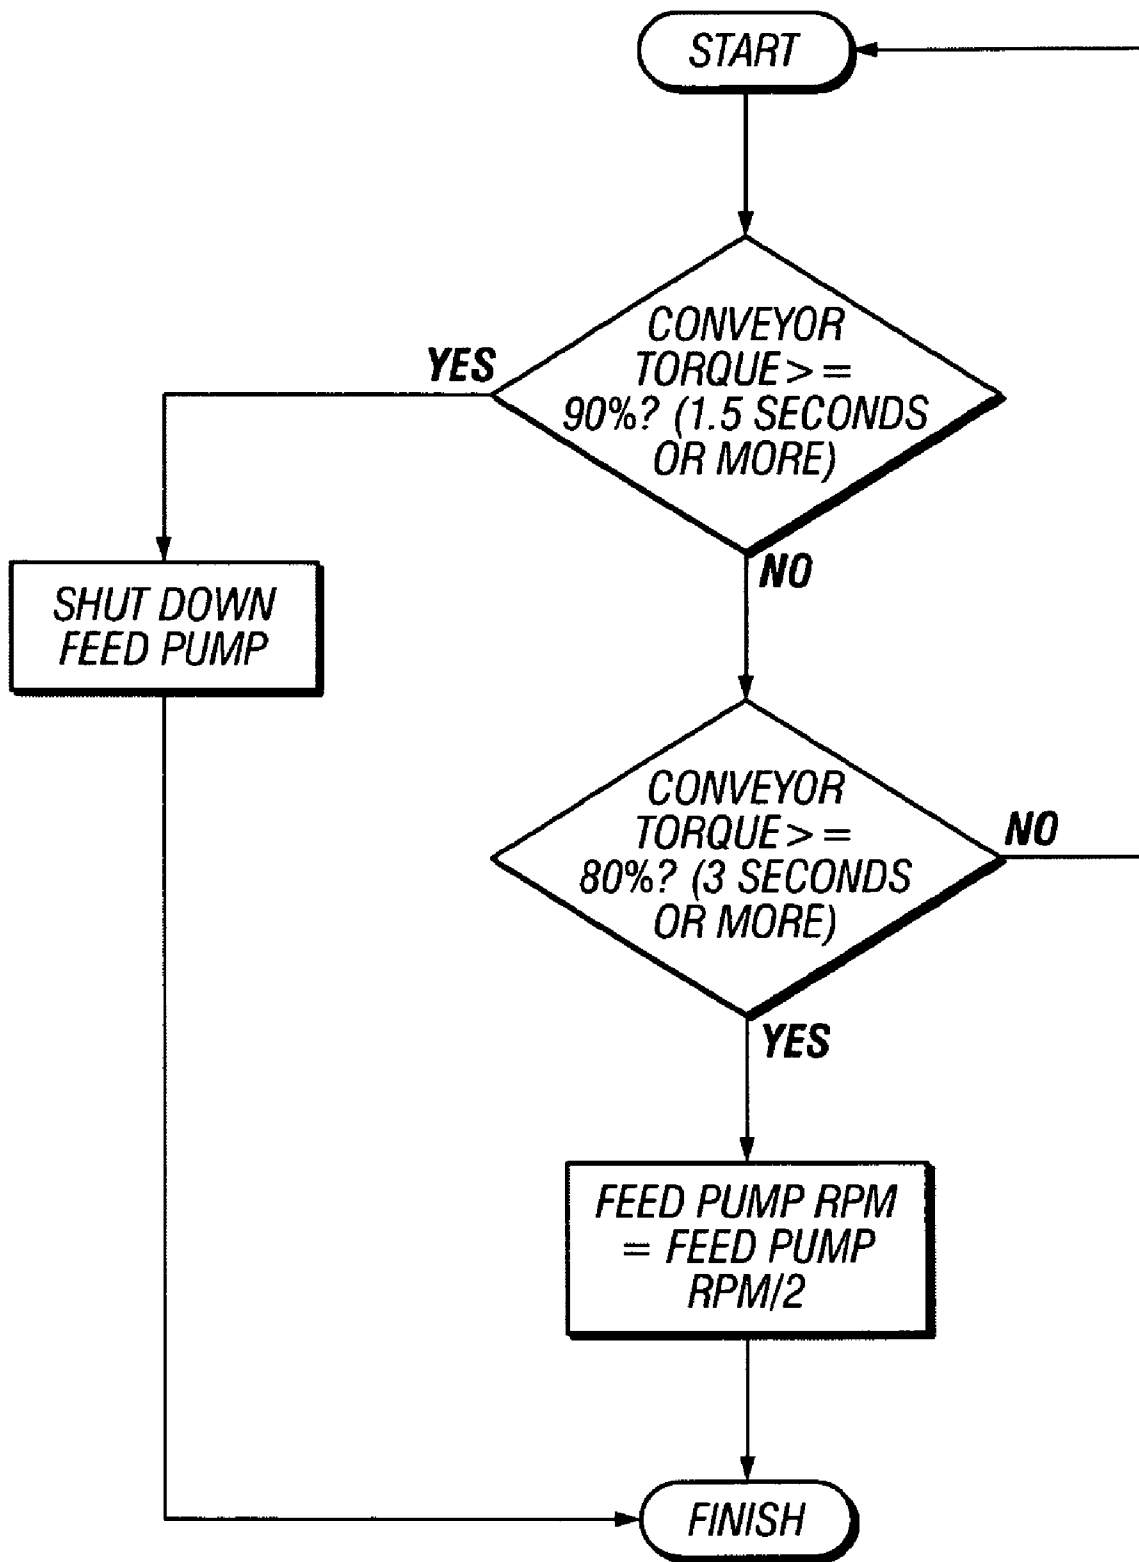 START
CONVEYOR
TORQUE > =
90%? (1.5 SECONDS
OR MORE)
YES
NO
SHUT DOWN
FEED PUMP
CONVEYOR
TORQUE > =
80%? (3 SECONDS
OR MORE)
NO
YES
FEED PUMP RPM
= FEED PUMP
RPM/2
FINISH